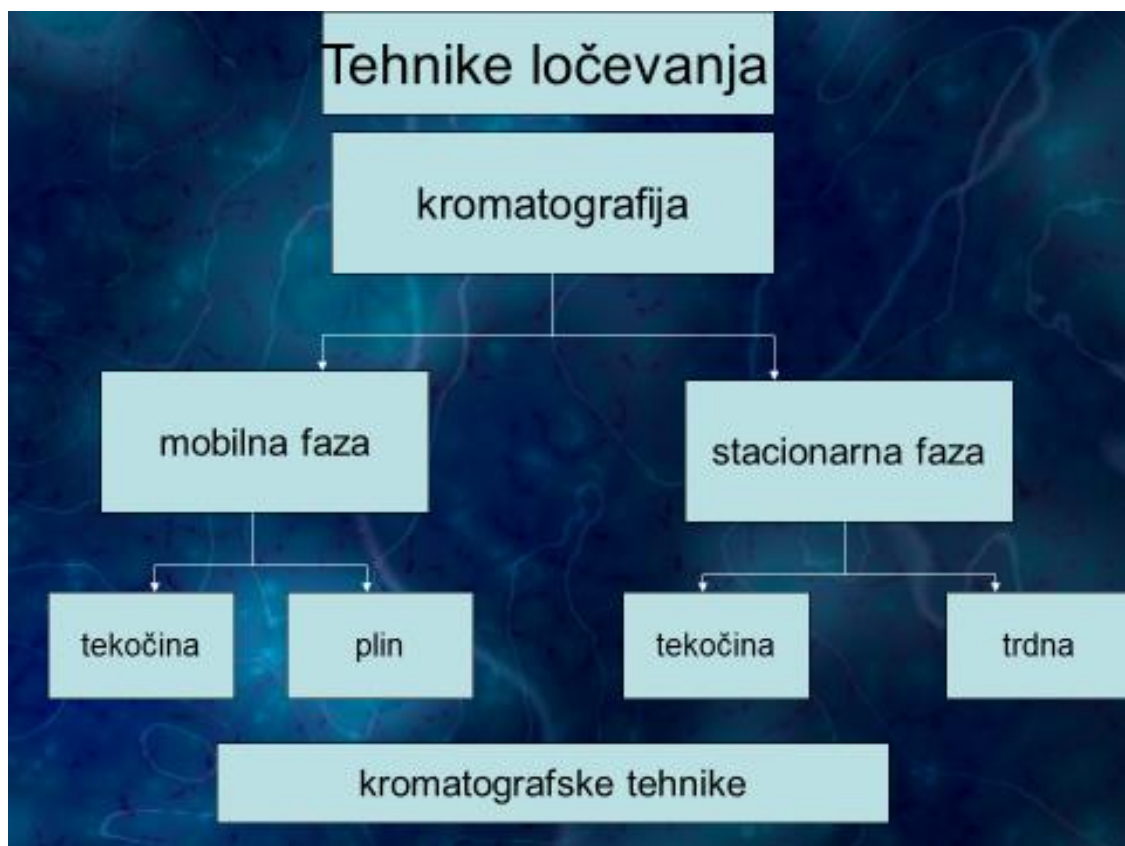 Tehnike ločevanja
kromatografija
mobilna faza
stacionarna faza
tekočina
plin
tekočina
trdna
kromatografske tehnike